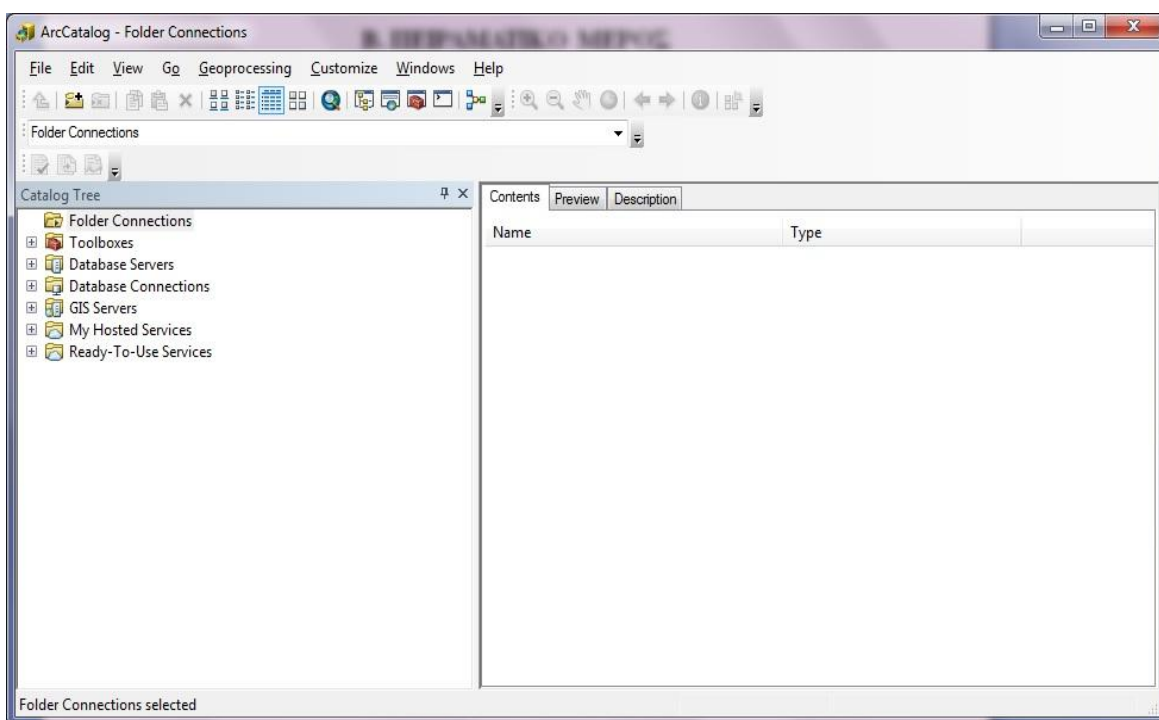 ArcCatalog - Folder Connections
Β. ΠΕΙΡΑΜΑΤΙΚΟ ΜΕΡΟΣ
File Edit View Go Geoprocessing Customize Windows Help
Folder Connections
Catalog Tree
Folder Connections
Toolboxes
Database Servers
Database Connections
GIS Servers
My Hosted Services
Ready-To-Use Services
Contents Preview Description
Name Type
Folder Connections selected